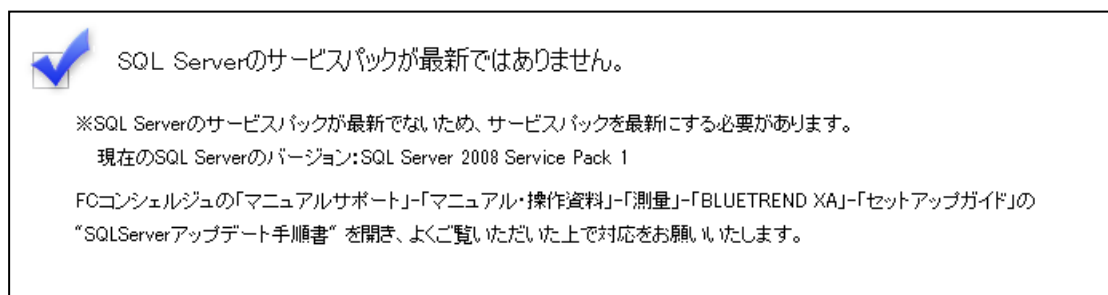 SQL Serverのサービスパックが最新ではありません。
※SQL Serverのサービスパックが最新でないため、サービスパックを最新にする必要があります。
現在のSQL Serverのバージョン:SQL Server 2008 Service Pack 1
FCコンシェルジュの「マニュアルサポート」-「マニュアル・操作資料」-「測量」-「BLUETREND XA」-「セットアップガイド」の
“SQLServerアップデート手順書” を開き、よくご覧いただいた上で対応をお願いいたします。